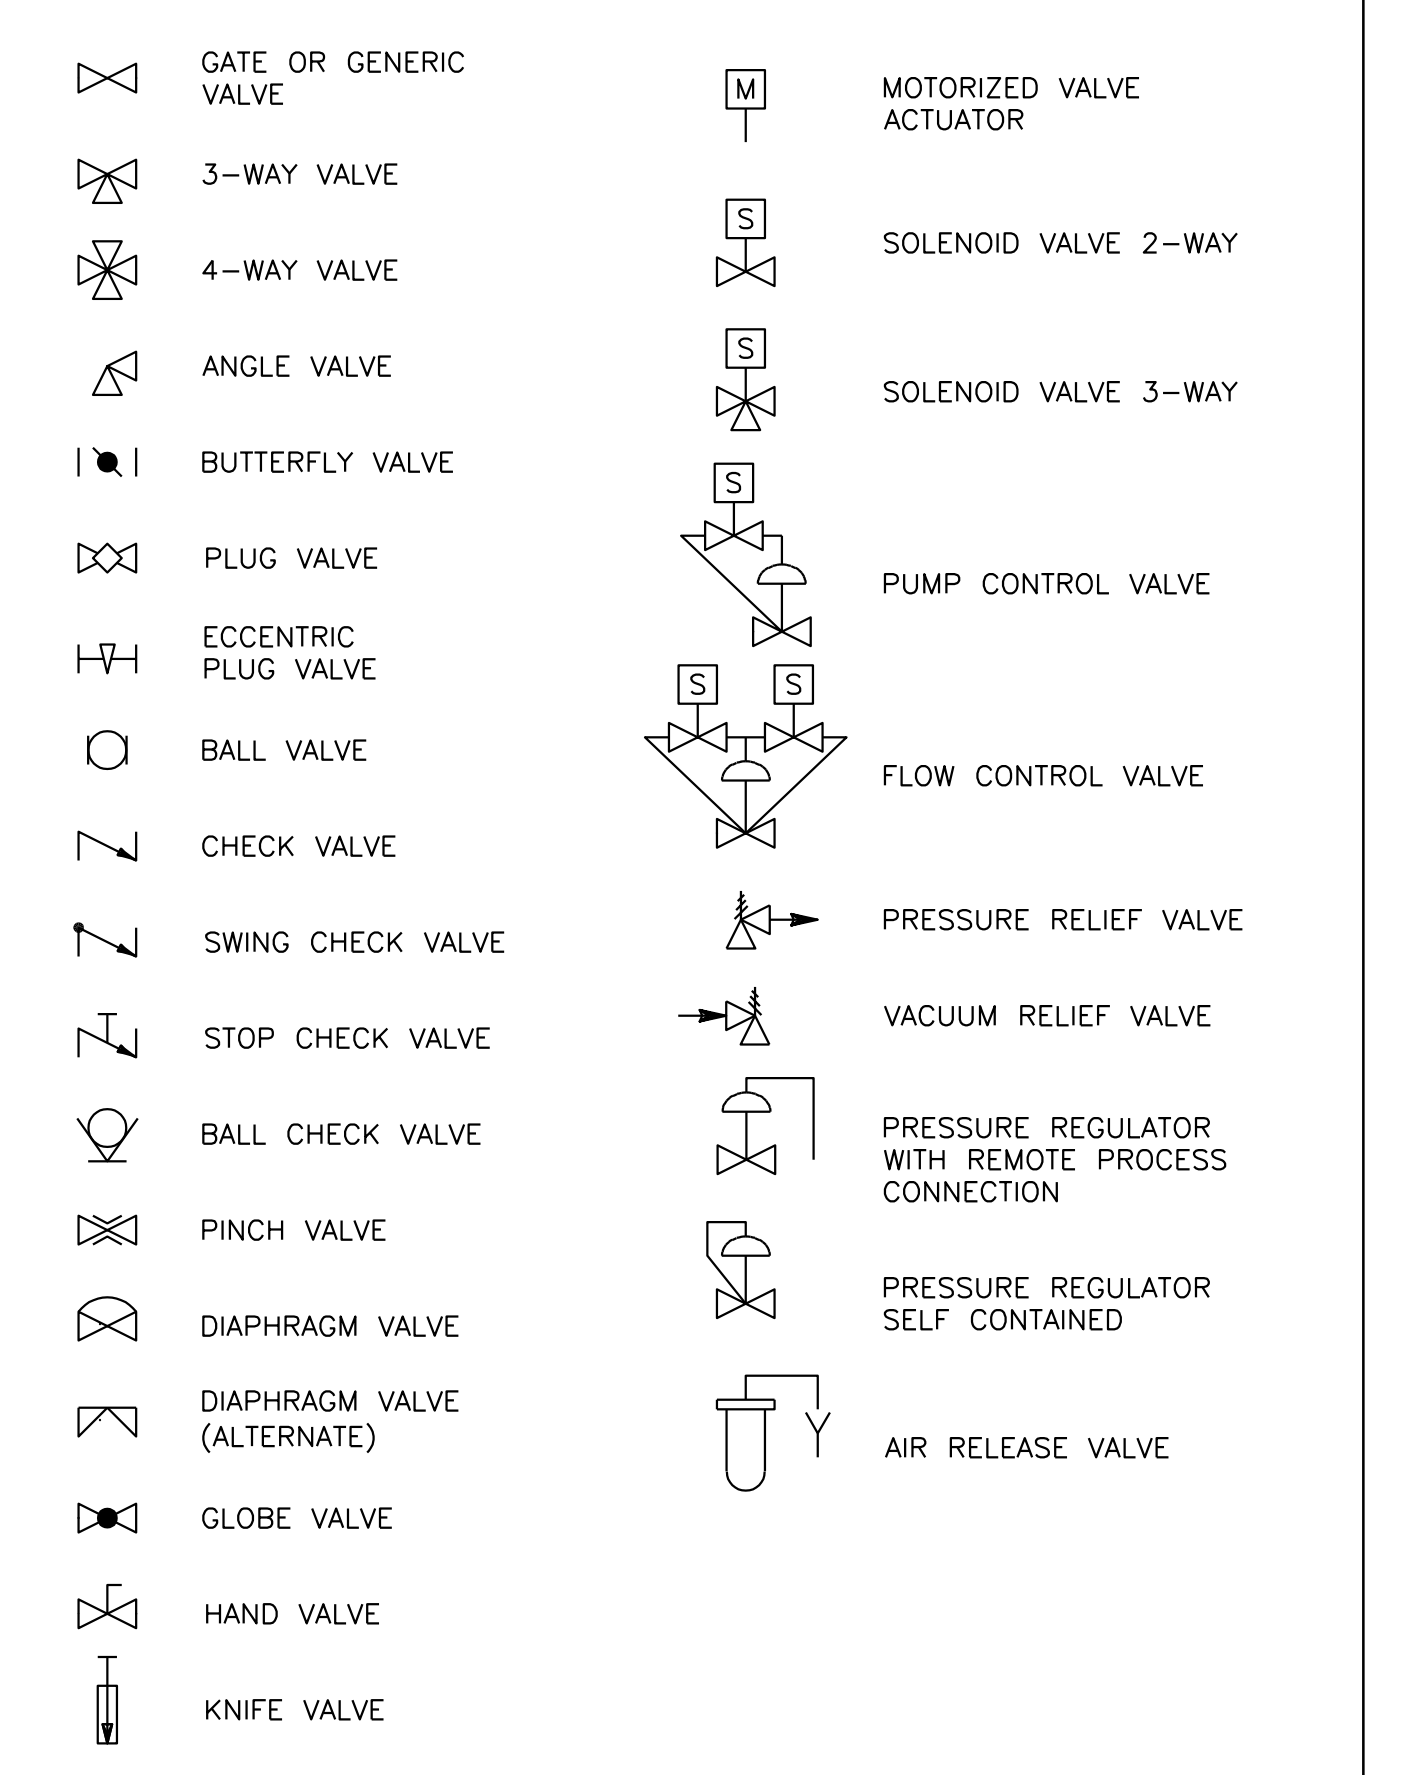 GATE OR GENERIC
VALVE
3-WAY VALVE
4-WAY VALVE
ANGLE VALVE
BUTTERFLY VALVE
PLUG VALVE
ECCENTRIC
PLUG VALVE
BALL VALVE
CHECK VALVE
SWING CHECK VALVE
STOP CHECK VALVE
BALL CHECK VALVE
PINCH VALVE
DIAPHRAGM VALVE
DIAPHRAGM VALVE
(ALTERNATE)
GLOBE VALVE
HAND VALVE
KNIFE VALVE
M
MOTORIZED VALVE
ACTUATOR
S
SOLENOID VALVE 2-WAY
S
SOLENOID VALVE 3-WAY
S
PUMP CONTROL VALVE
S S
FLOW CONTROL VALVE
PRESSURE RELIEF VALVE
VACUUM RELIEF VALVE
PRESSURE REGULATOR
WITH REMOTE PROCESS
CONNECTION
PRESSURE REGULATOR
SELF CONTAINED
AIR RELEASE VALVE